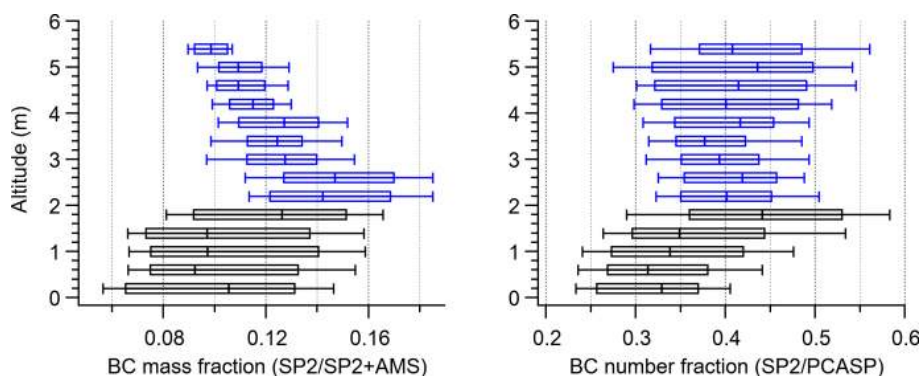 6
5
4
3
2
1
0
Altitude (m)
0.08 0.12 0.16
BC mass fraction (SP2/SP2+AMS)
6
5
4
3
2
1
0
0.2 0.3 0.4 0.5 0.6
BC number fraction (SP2/PCASP)